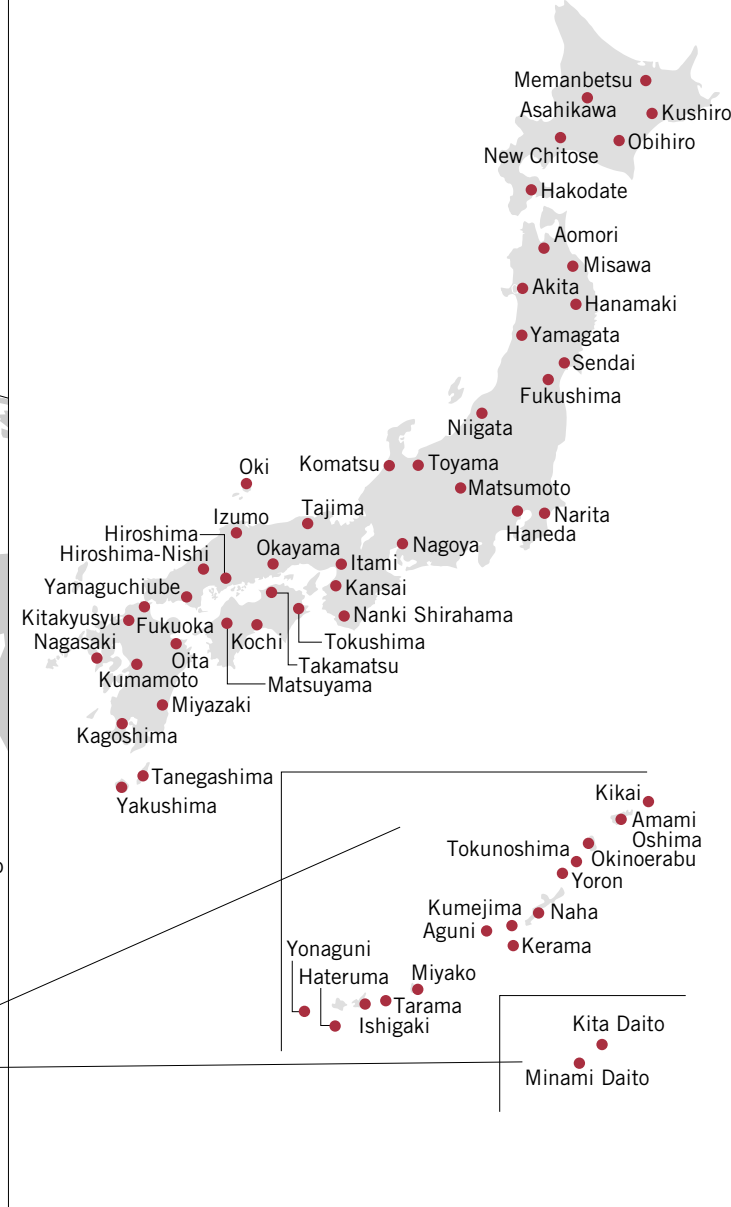 Memanbetsu
Asahikawa
Kushiro
Obihiro
New Chitose
Hakodate
Aomori
Misawa
Akita
Hanamaki
Yamagata
Sendai
Fukushima
Niigata
Oki
Komatsu
Toyama
Matsumoto
Izumo
Tajima
Narita
Haneda
Hiroshima
Hiroshima-Nishi
Okayama
Itami
Nagoya
Yamaguchiube
Kansai
Kitakyusyu
Fukuoka
Nanki Shirahama
Nagasaki
Oita
Kochi
Tokushima
Takamatsu
Kumamoto
Matsuyama
Miyazaki
Kagoshima
Tanegashima
Yakushima
Kikai
Amami
Oshima
Tokunoshima
Okinoerabu
Yoron
Kumejima
Naha
Aguni
Kerama
Yonaguni
Hateruma
Miyako
Tarama
Ishigaki
Kita Daito
Minami Daito